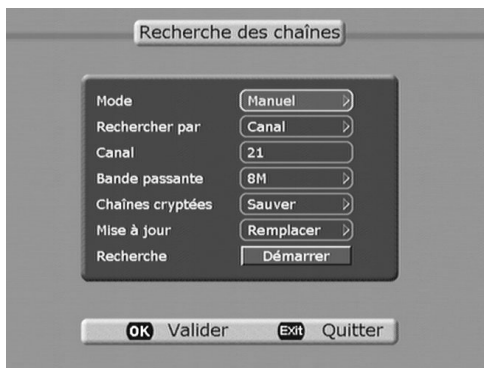 Recherche des chaînes
Mode Manuel
Rechercher par Canal
Canal 21
Bande passante 8M
Chaînes cryptées Sauver
Mise à jour Remplacer
Recherche Démarrer
OK Valider Exit Quitter